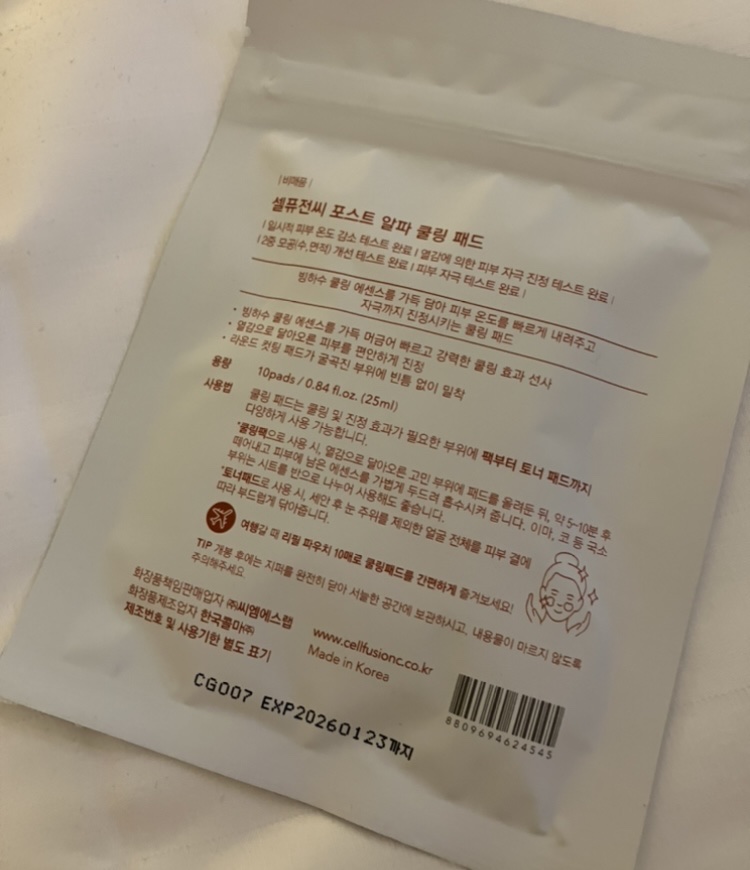 | 비매품 |
셀퓨전씨 포스트 알파 쿨링 패드
| 일시적 피부 온도 감소 테스트 완료 | 열감에 의한 피부 자극 진정 테스트 완료 |
| 2중 모공(수,면적) 개선 테스트 완료 | 피부 자극 테스트 완료 |
빙하수 쿨링 에센스를 가득 담아 피부 온도를 빠르게 내려주고
자극까지 진정시키는 쿨링 패드
• 빙하수 쿨링 에센스를 가득 머금어 빠르고 강력한 쿨링 효과 선사
• 열감으로 달아오른 피부를 편안하게 진정
• 라운드 컷팅 패드가 굴곡진 부위에 빈틈 없이 밀착
용량 10pads / 0.84 fl.oz. (25ml)
사용법 쿨링 패드는 쿨링 및 진정 효과가 필요한 부위에 팩부터 토너 패드까지
다양하게 사용 가능합니다.
*쿨링팩으로 사용 시, 열감으로 달아오른 고민 부위에 패드를 올려둔 뒤, 약 5~10분 후
떼어내고 피부에 남은 에센스를 가볍게 두드려 흡수시켜 줍니다. 이마, 코 등 국소
부위는 시트를 반으로 나누어 사용해도 좋습니다.
*토너패드로 사용 시, 세안 후 눈 주위를 제외한 얼굴 전체를 피부 결에
따라 부드럽게 닦아줍니다.
여행갈 때 리필 파우치 10매로 쿨링패드를 간편하게 즐겨보세요!
TIP 개봉 후에는 지퍼를 완전히 닫아 서늘한 공간에 보관하시고, 내용물이 마르지 않도록
주의해주세요.
화장품책임판매업자 ㈜씨엠에스랩
화장품제조업자 한국콜마㈜
제조번호 및 사용기한 별도 표기
www.cellfusionc.co.kr
Made in Korea
CG007 EXP20260123까지
8809694624545